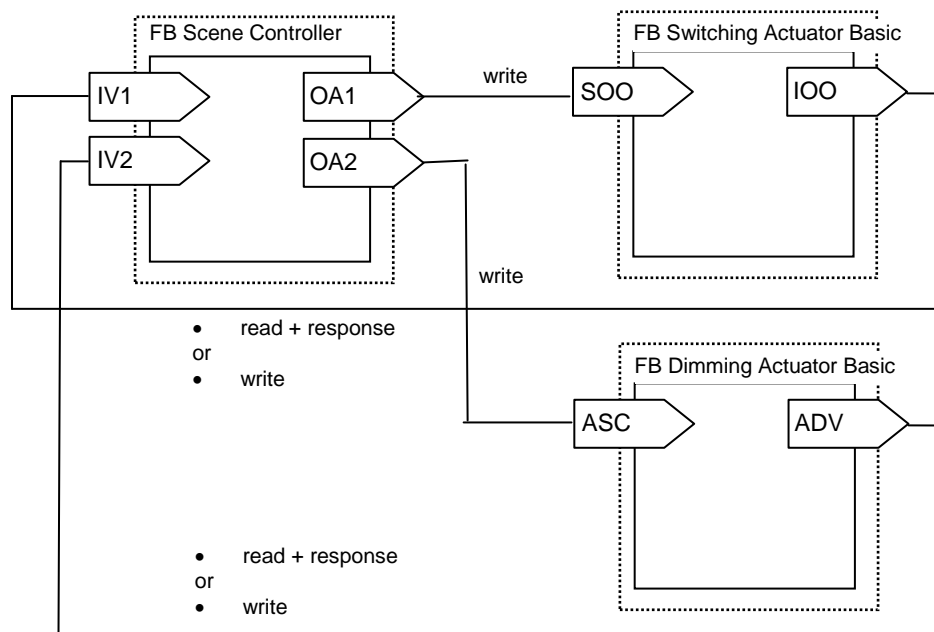 FB Scene Controller
IV1
OA1
IV2
OA2
write
FB Switching Actuator Basic
SOO
IOO
write
• read + response
or
• write
FB Dimming Actuator Basic
ASC
ADV
• read + response
or
• write